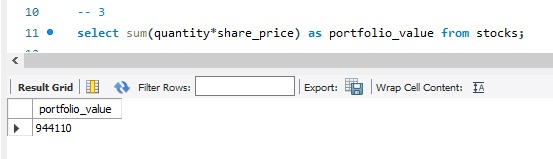 10 -- 3
11 select sum(quantity*share_price) as portfolio_value from stocks;
Result Grid Filter Rows: Export: Wrap Cell Content: IA
portfolio_value
944110